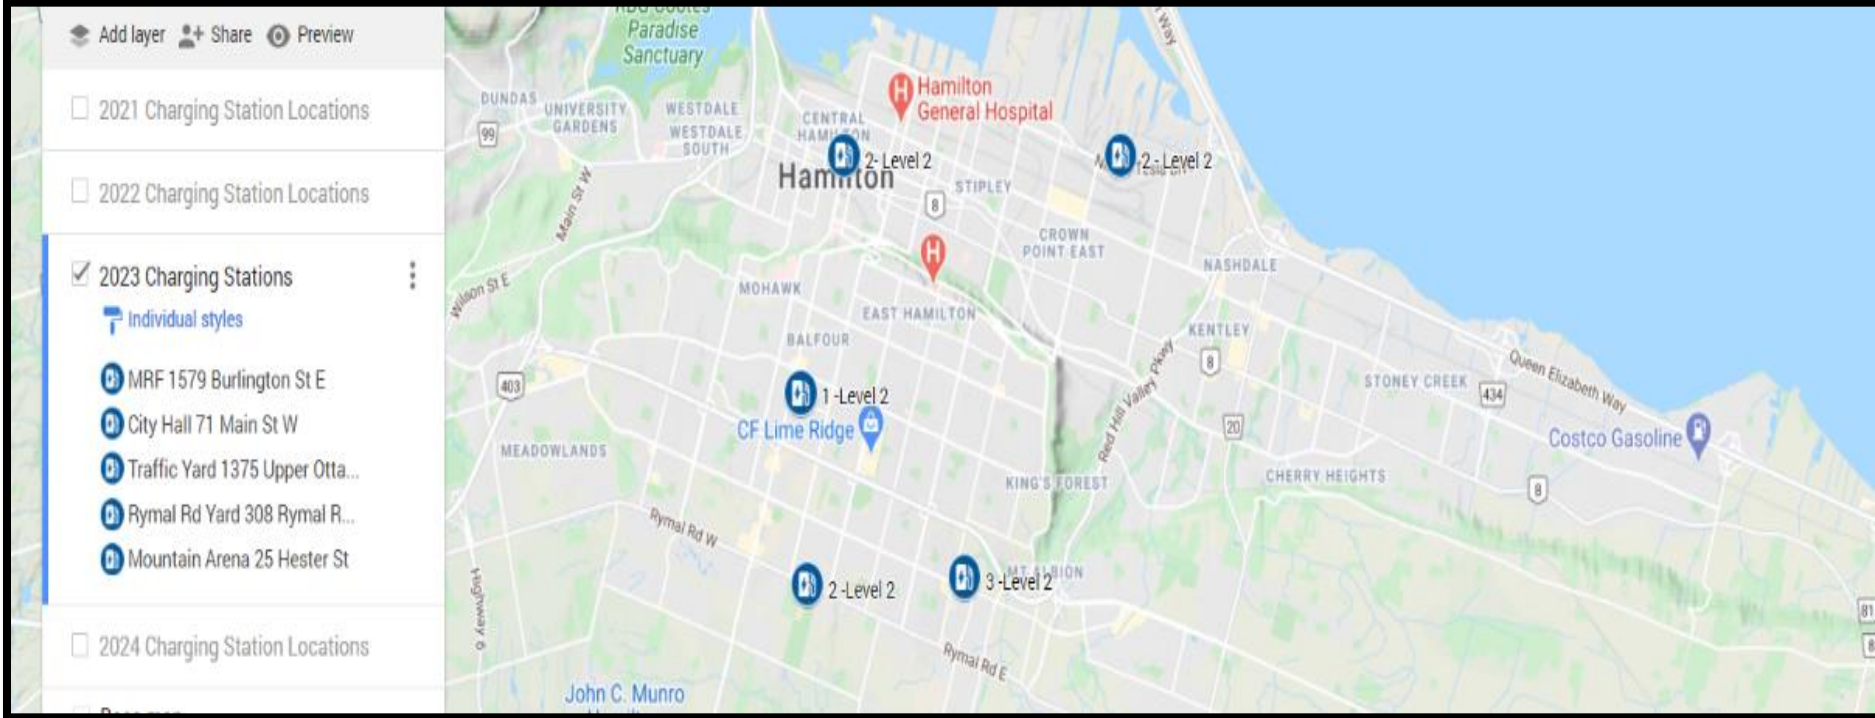 Add layer Share Preview
2021 Charging Station Locations
2022 Charging Station Locations
2023 Charging Stations
Individual styles
MRF 1579 Burlington St E
City Hall 71 Main St W
Traffic Yard 1375 Upper Otta...
Rymal Rd Yard 308 Rymal R...
Mountain Arena 25 Hester St
2024 Charging Station Locations
Paradise
Sanctuary
Way
Hamilton
General Hospital
DUNDAS
UNIVERSITY
GARDENS
WESTDALE
WESTDALE
SOUTH
CENTRAL
HAMILTON
99
2- Level 2
2 - Level 2
Hamilton
STIPLEY
8
Main St W
CROWN
POINT EAST
NASHDALE
Wilson St E
MOHAWK
EAST HAMILTON
BALFOUR
KENTLEY
8
Queen Elizabeth Way
403
1 -Level 2
STONEY CREEK
434
CF Lime Ridge
Red Hill Valley Pkwy
20
Costco Gasoline
MEADOWLANDS
KING'S FOREST
CHERRY HEIGHTS
8
Rymal Rd W
2 -Level 2
3 -Level 2
MT ALBION
Highway 6
81
8
Rymal Rd E
John C. Munro